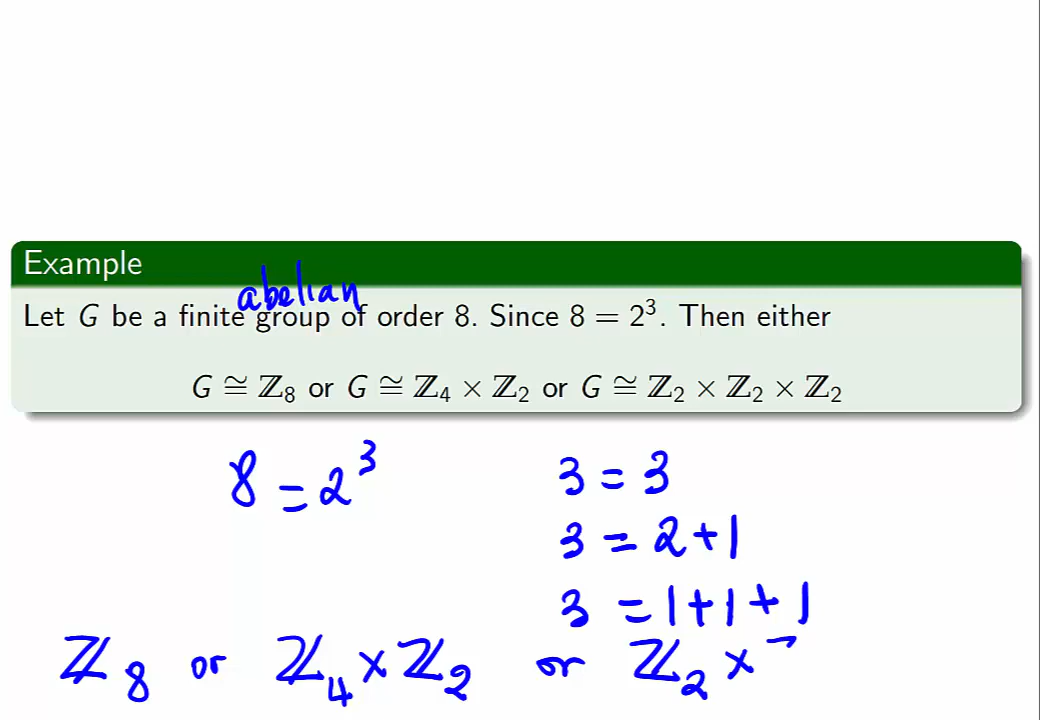 Example
abelian
Let G be a finite group of order 8. Since 8 = 2³. Then either
G ≅ ℤ₈ or G ≅ ℤ₄ × ℤ₂ or G ≅ ℤ₂ × ℤ₂ × ℤ₂
8 = 2³
3 = 3
3 = 2 + 1
3 = 1 + 1 + 1
ℤ₈ or ℤ₄ × ℤ₂ or ℤ₂ ×